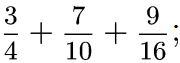 3/4 + 7/10 + 9/16;